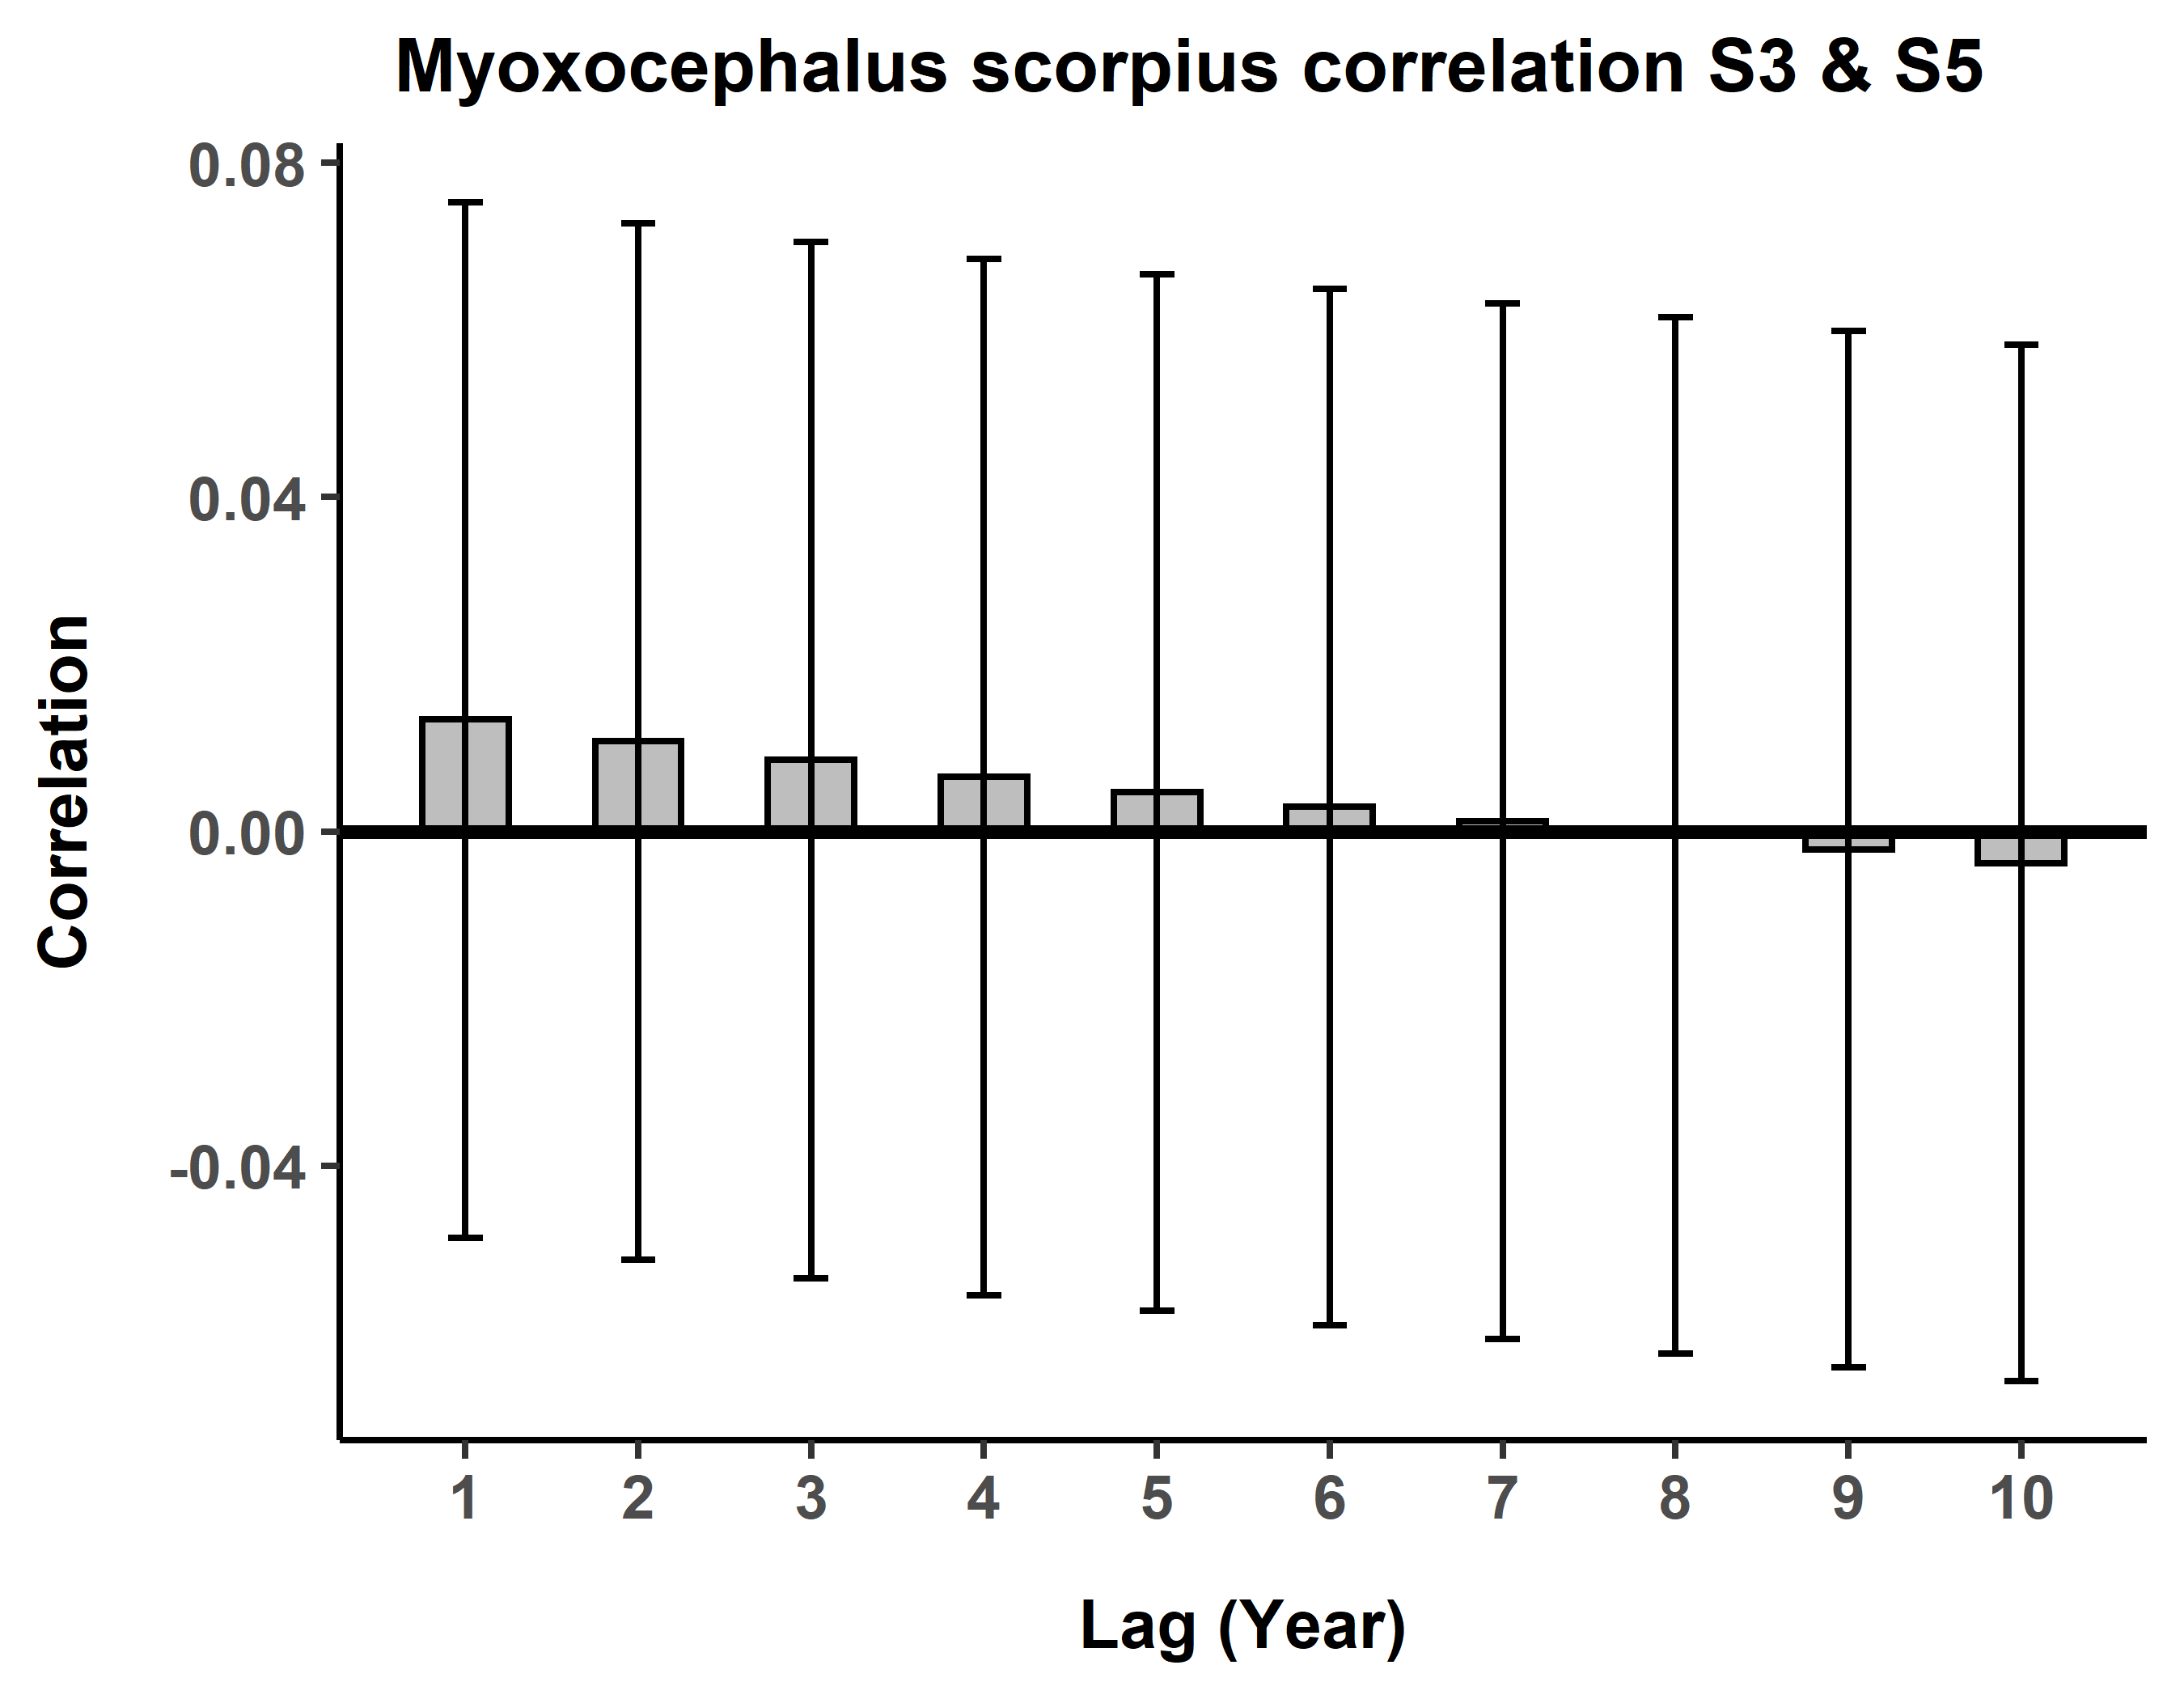 Myoxocephalus scorpius correlation S3 & S5
0.08
0.04
0.00
-0.04
Correlation
1 2 3 4 5 6 7 8 9 10
Lag (Year)